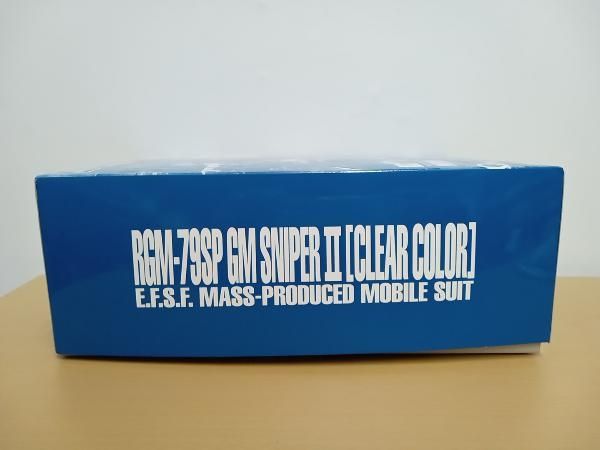 RGM-79SP GM SNIPER II [CLEAR COLOR]
E.F.S.F. MASS-PRODUCED MOBILE SUIT